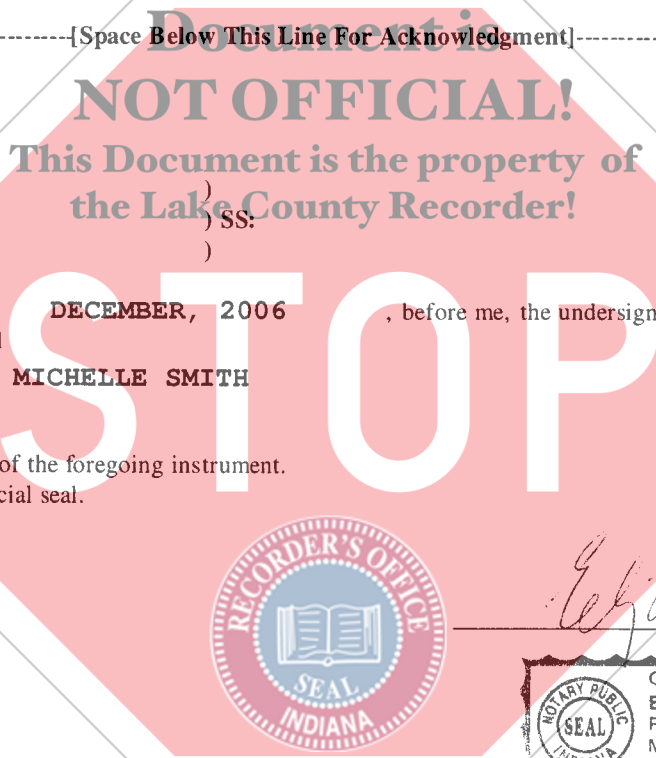 Document is
---------[Space Below This Line For Acknowledgment]-----------
NOT OFFICIAL!
This Document is the property of
the Lake County Recorder!
)
) SS:
)
DECEMBER, 2006 , before me, the undersign
MICHELLE SMITH
STOP
of the foregoing instrument.
cial seal.
RECORDER'S OFFICE
SEAL
INDIANA
NOTARY PUBLIC
SEAL
INDIANA